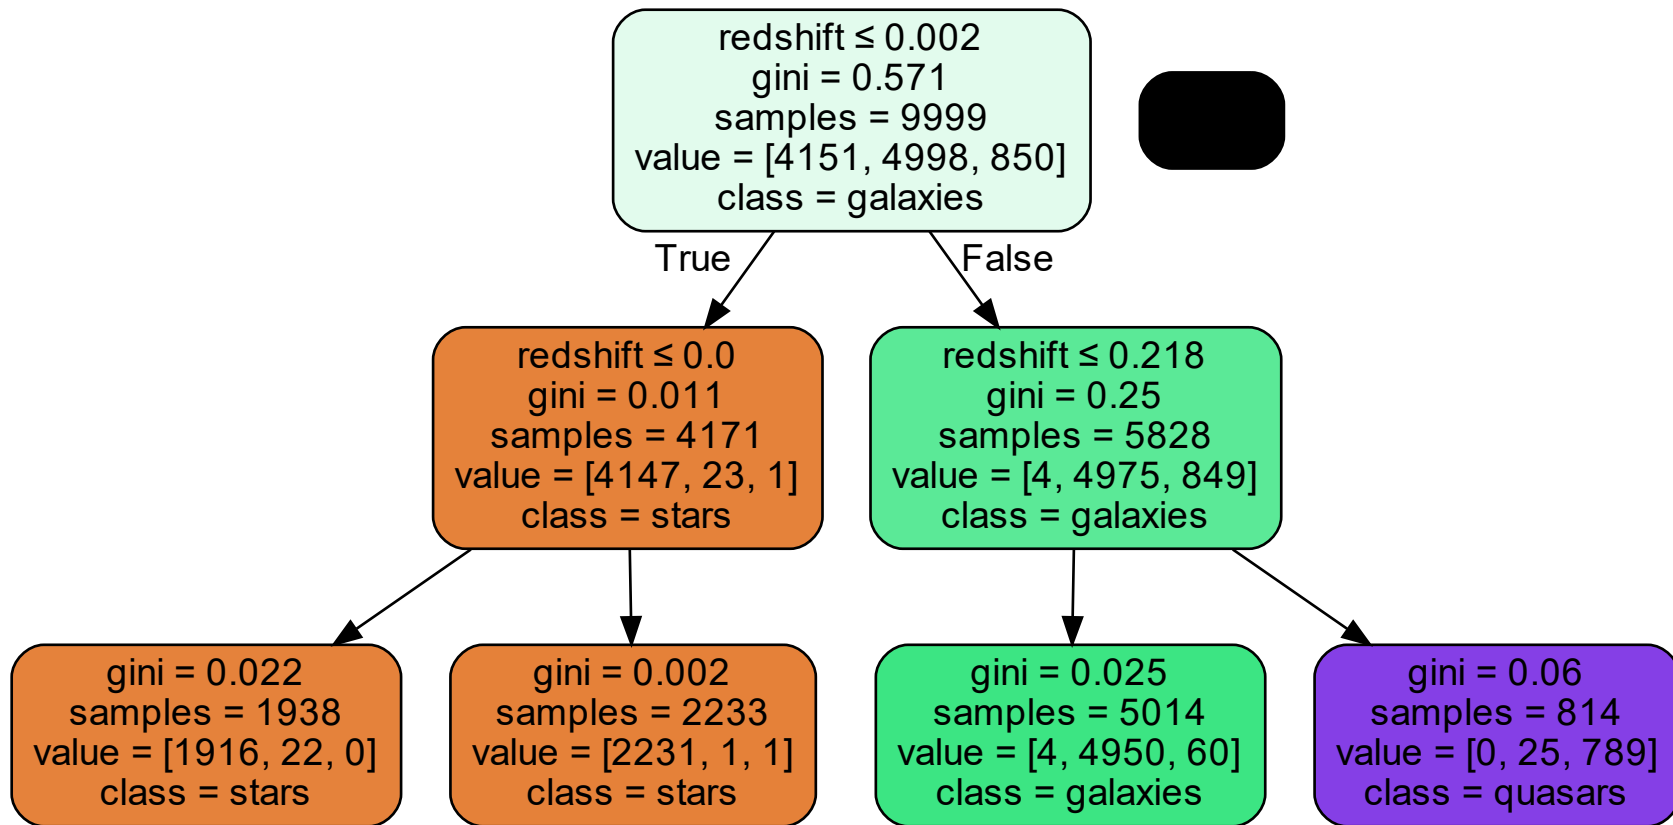 redshift ≤ 0.002
gini = 0.571
samples = 9999
value = [4151, 4998, 850]
class = galaxies
True
False
redshift ≤ 0.0
gini = 0.011
samples = 4171
value = [4147, 23, 1]
class = stars
redshift ≤ 0.218
gini = 0.25
samples = 5828
value = [4, 4975, 849]
class = galaxies
gini = 0.022
samples = 1938
value = [1916, 22, 0]
class = stars
gini = 0.002
samples = 2233
value = [2231, 1, 1]
class = stars
gini = 0.025
samples = 5014
value = [4, 4950, 60]
class = galaxies
gini = 0.06
samples = 814
value = [0, 25, 789]
class = quasars